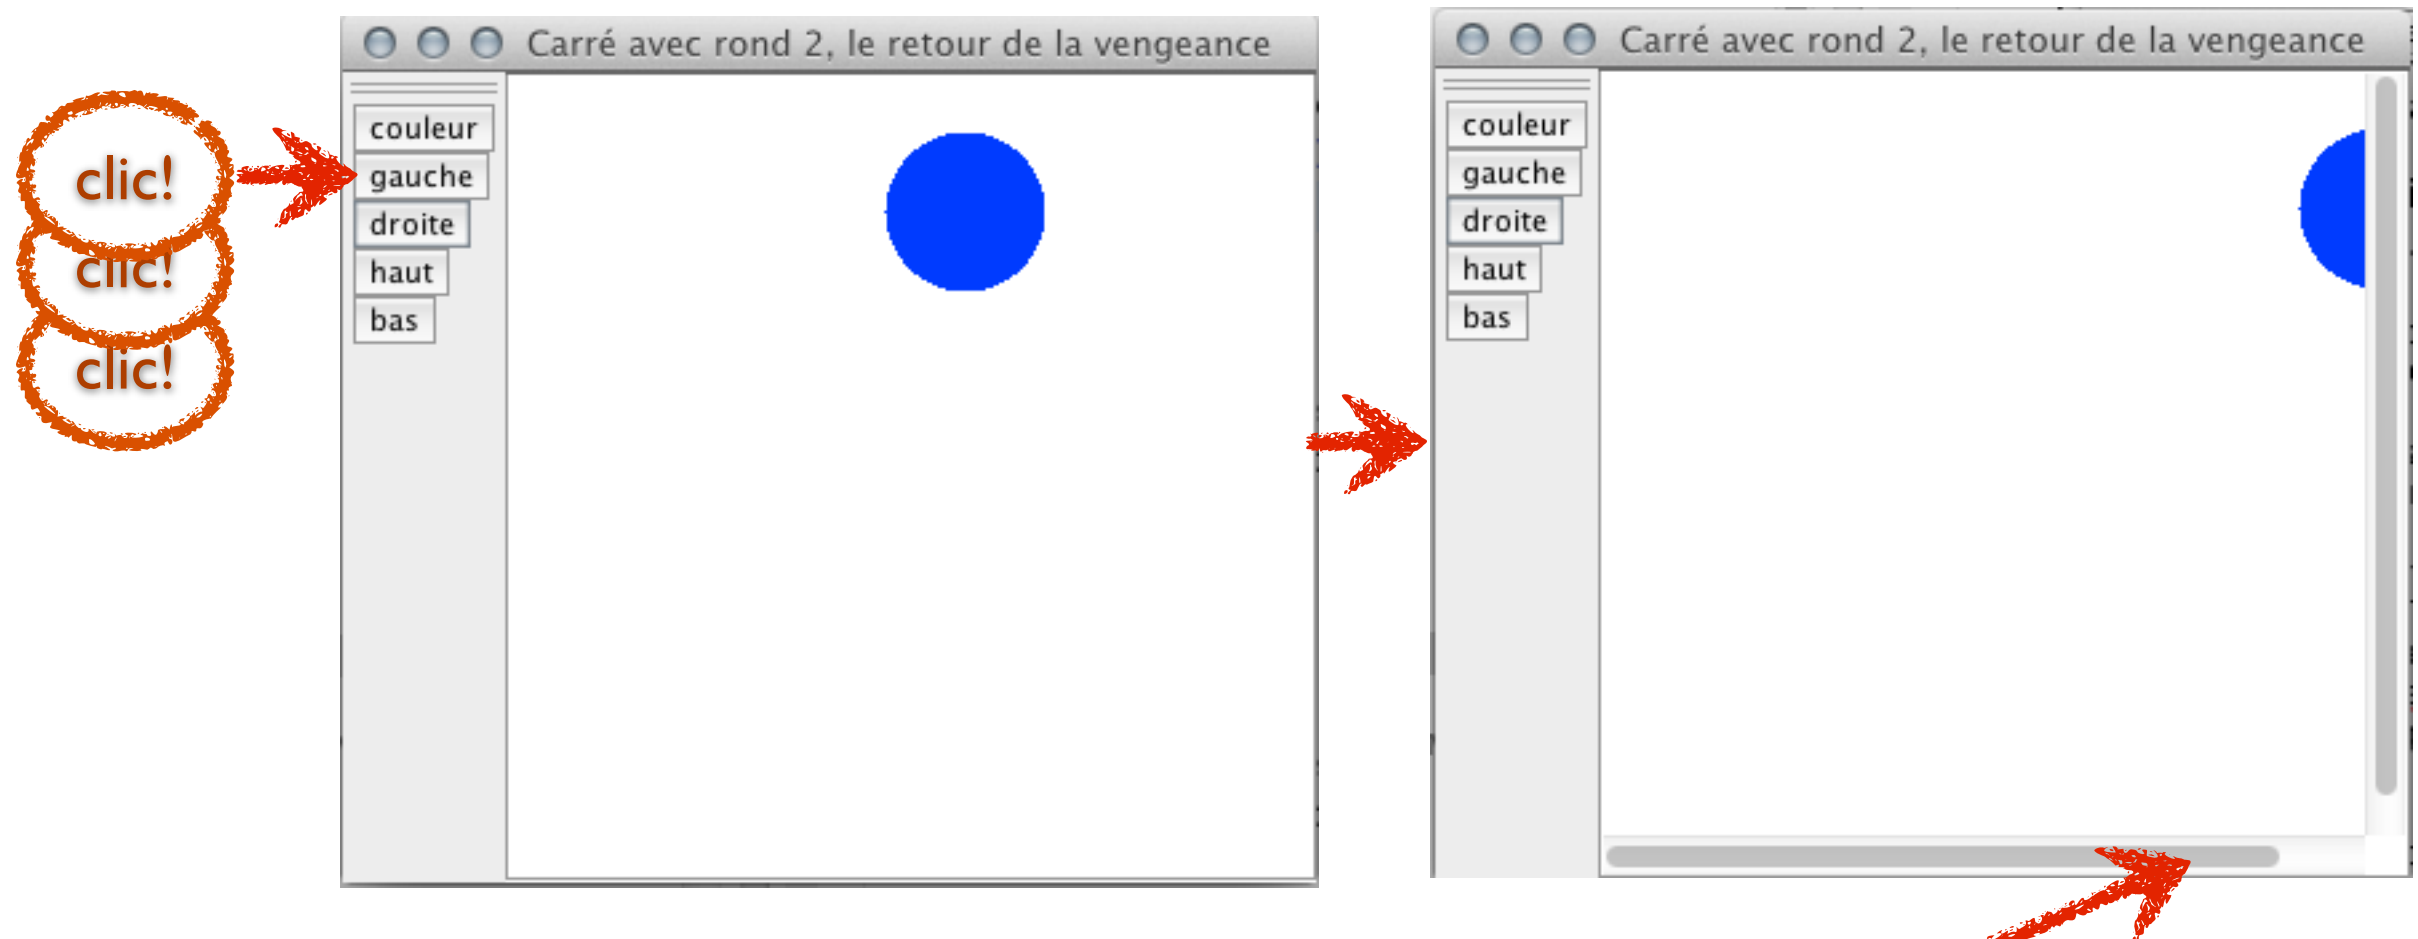 clic!
clic!
clic!
Carré avec rond 2, le retour de la vengeance
couleur
gauche
droite
haut
bas
Carré avec rond 2, le retour de la vengeance
couleur
gauche
droite
haut
bas